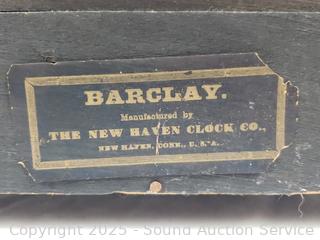 BARCLAY.
Manufactured by
THE NEW HAVEN CLOCK CO.,
NEW HAVEN, CONN., U.S.A.
Copyright © 2025 - Sound Auction Service